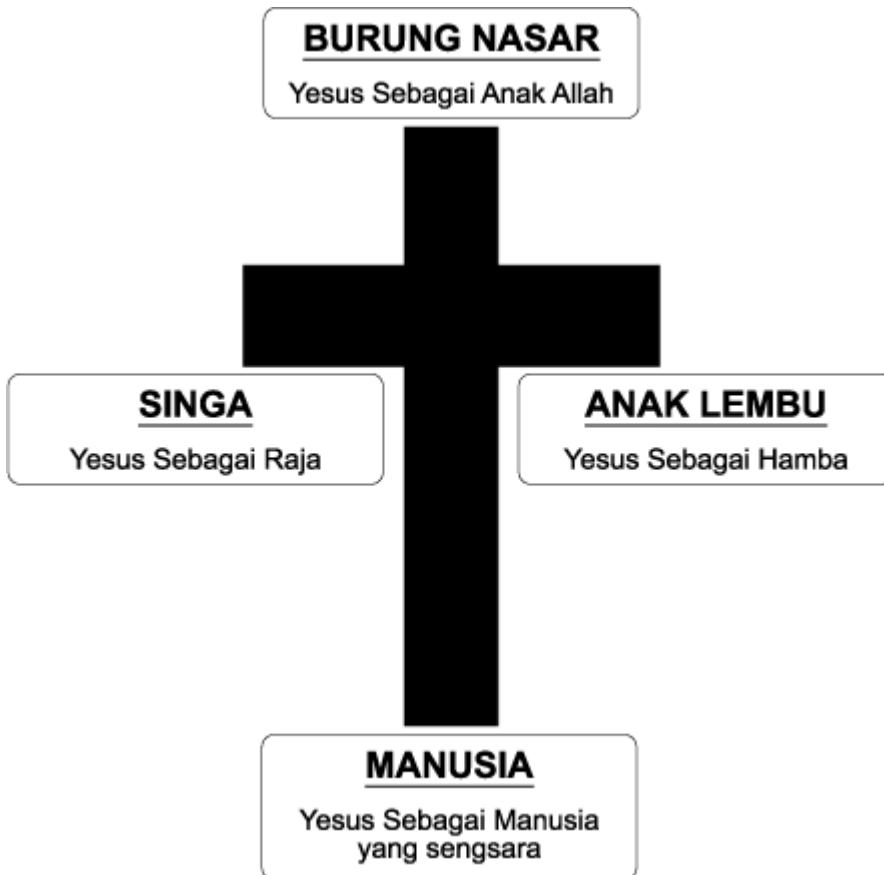 BURUNG NASAR
Yesus Sebagai Anak Allah
SINGA
Yesus Sebagai Raja
ANAK LEMBU
Yesus Sebagai Hamba
MANUSIA
Yesus Sebagai Manusia
yang sengsara